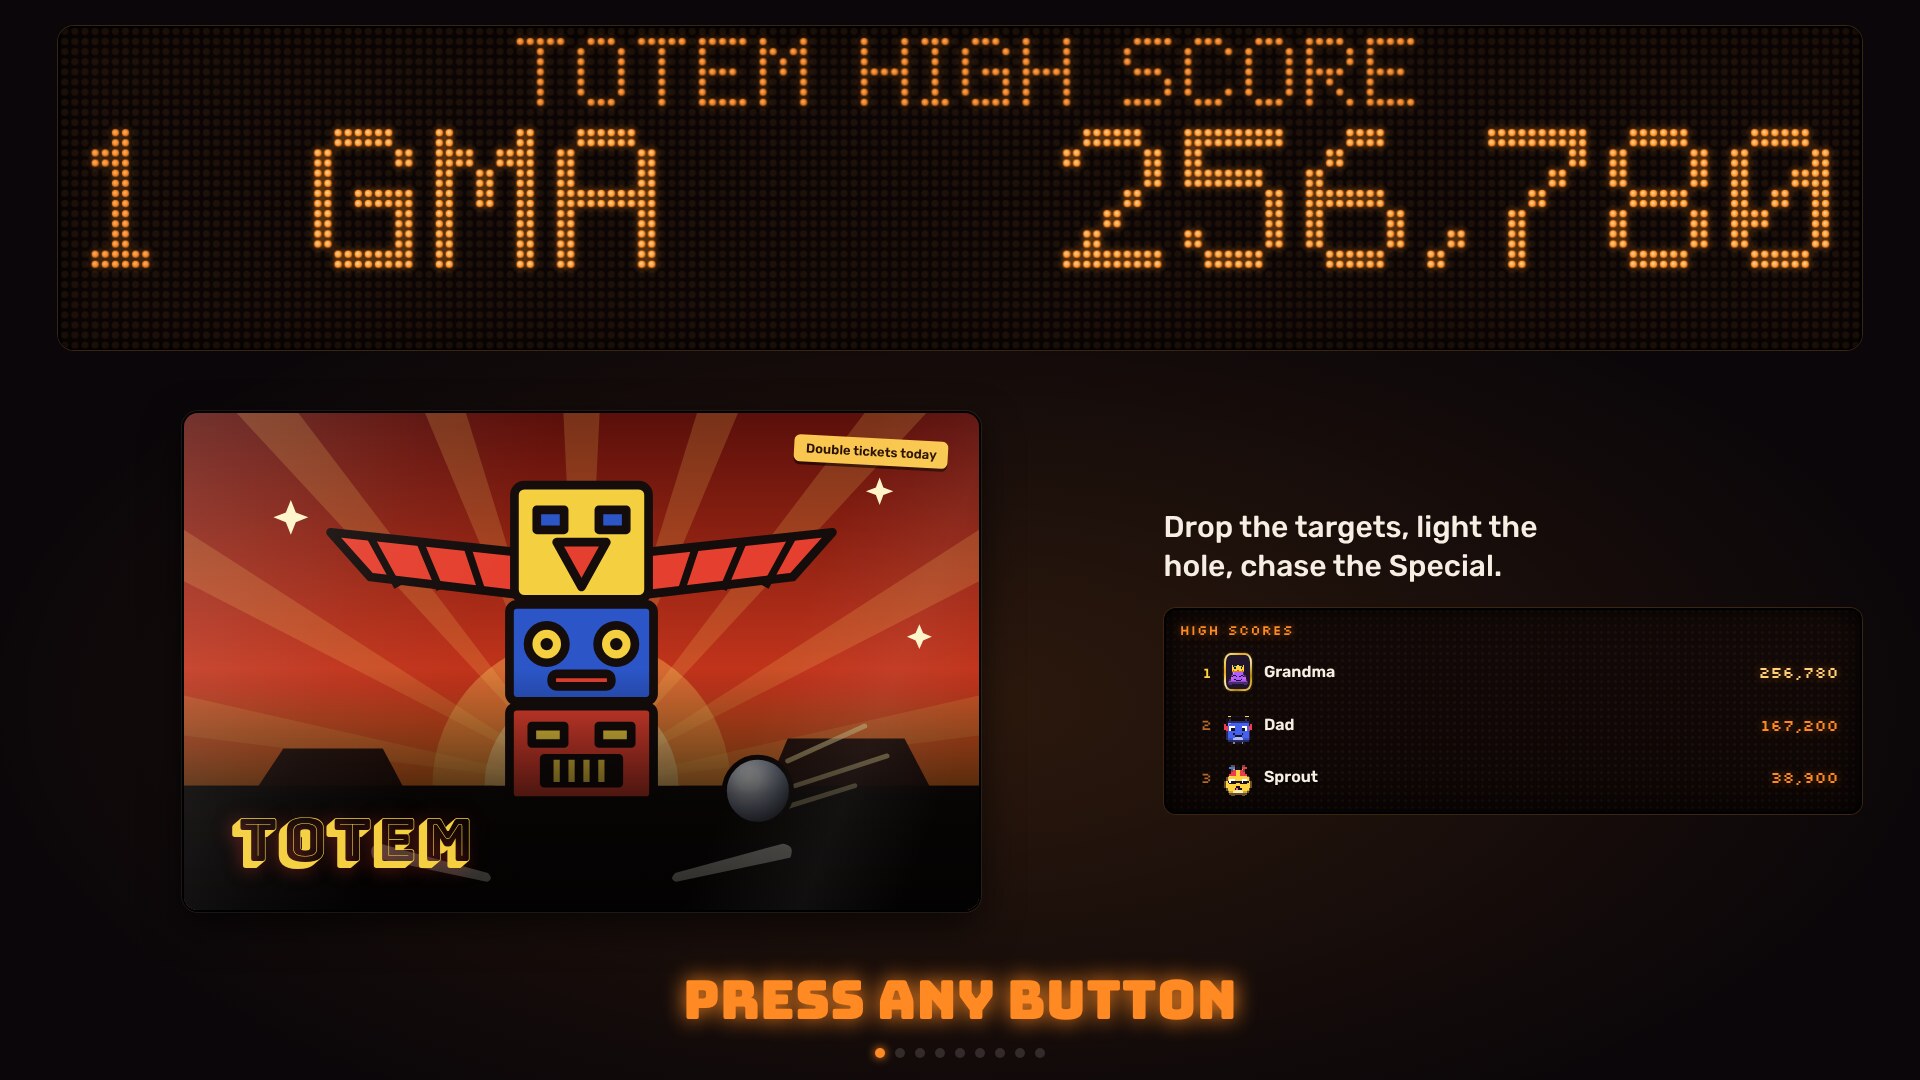 TOTEM HIGH SCORE
1 GMA 256,780
Double tickets today
TOTEM
Drop the targets, light the
hole, chase the Special.
HIGH SCORES
1 Grandma 256,780
2 Dad 167,200
3 Sprout 38,900
PRESS ANY BUTTON